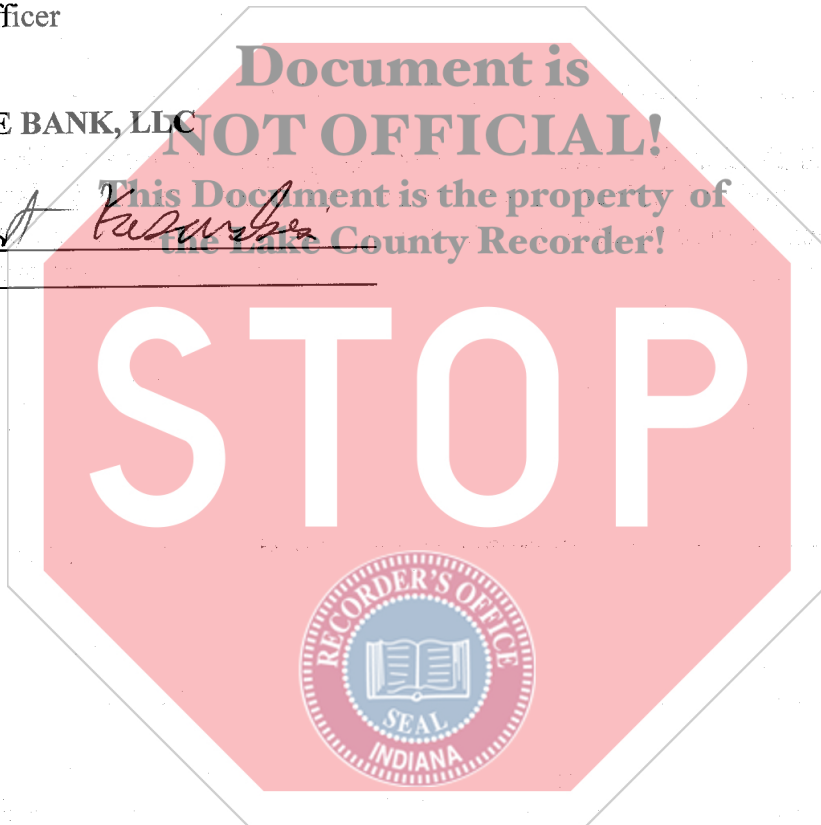 fficer
Document is
E BANK, LLC
NOT OFFICIAL!
This Document is the property of
the Lake County Recorder!
STOP
RECORDER'S OFFICE
SEAL
INDIANA